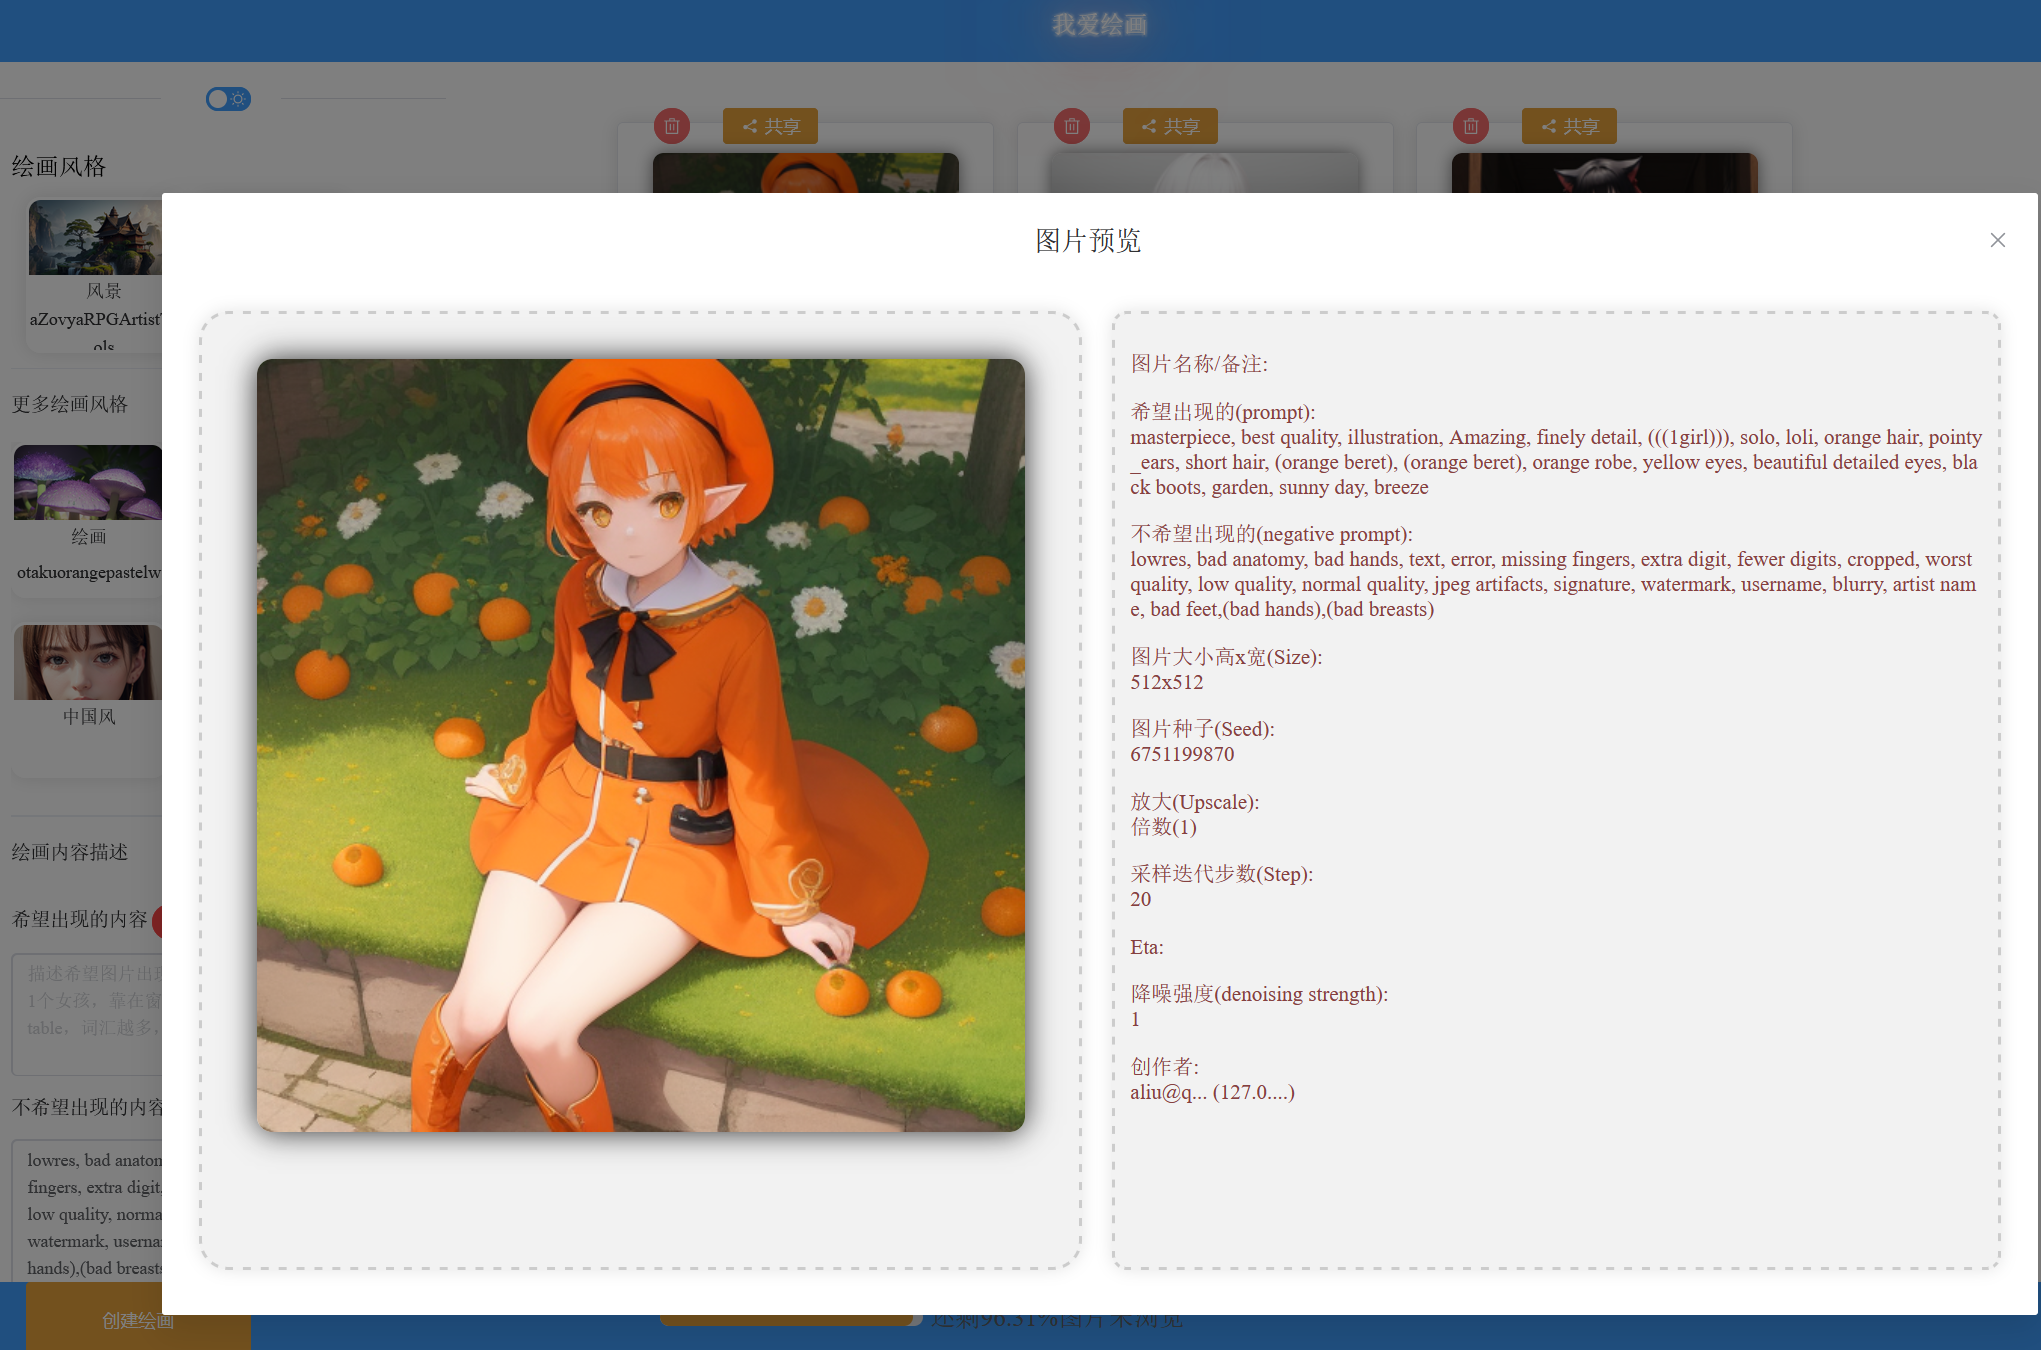 我爱绘画
共享
共享
共享
绘画风格
风景
aZovyaRPGArtist
ols
更多绘画风格
绘画
otakuorangepastelw
中国风
绘画内容描述
希望出现的内容
描述希望图片出
1个女孩，靠在窗
table，词汇越多，
不希望出现的内容
lowres, bad anaton
fingers, extra digit,
low quality, norma
watermark, userna
hands),(bad breasts
创建绘画
图片预览
图片名称/备注:
希望出现的(prompt):
masterpiece, best quality, illustration, Amazing, finely detail, (((1girl))), solo, loli, orange hair, pointy
_ears, short hair, (orange beret), (orange beret), orange robe, yellow eyes, beautiful detailed eyes, bla
ck boots, garden, sunny day, breeze
不希望出现的(negative prompt):
lowres, bad anatomy, bad hands, text, error, missing fingers, extra digit, fewer digits, cropped, worst
quality, low quality, normal quality, jpeg artifacts, signature, watermark, username, blurry, artist nam
e, bad feet,(bad hands),(bad breasts)
图片大小高x宽(Size):
512x512
图片种子(Seed):
6751199870
放大(Upscale):
倍数(1)
采样迭代步数(Step):
20
Eta:
降噪强度(denoising strength):
1
创作者:
aliu@q... (127.0....)
还剩96.31%图片未浏览